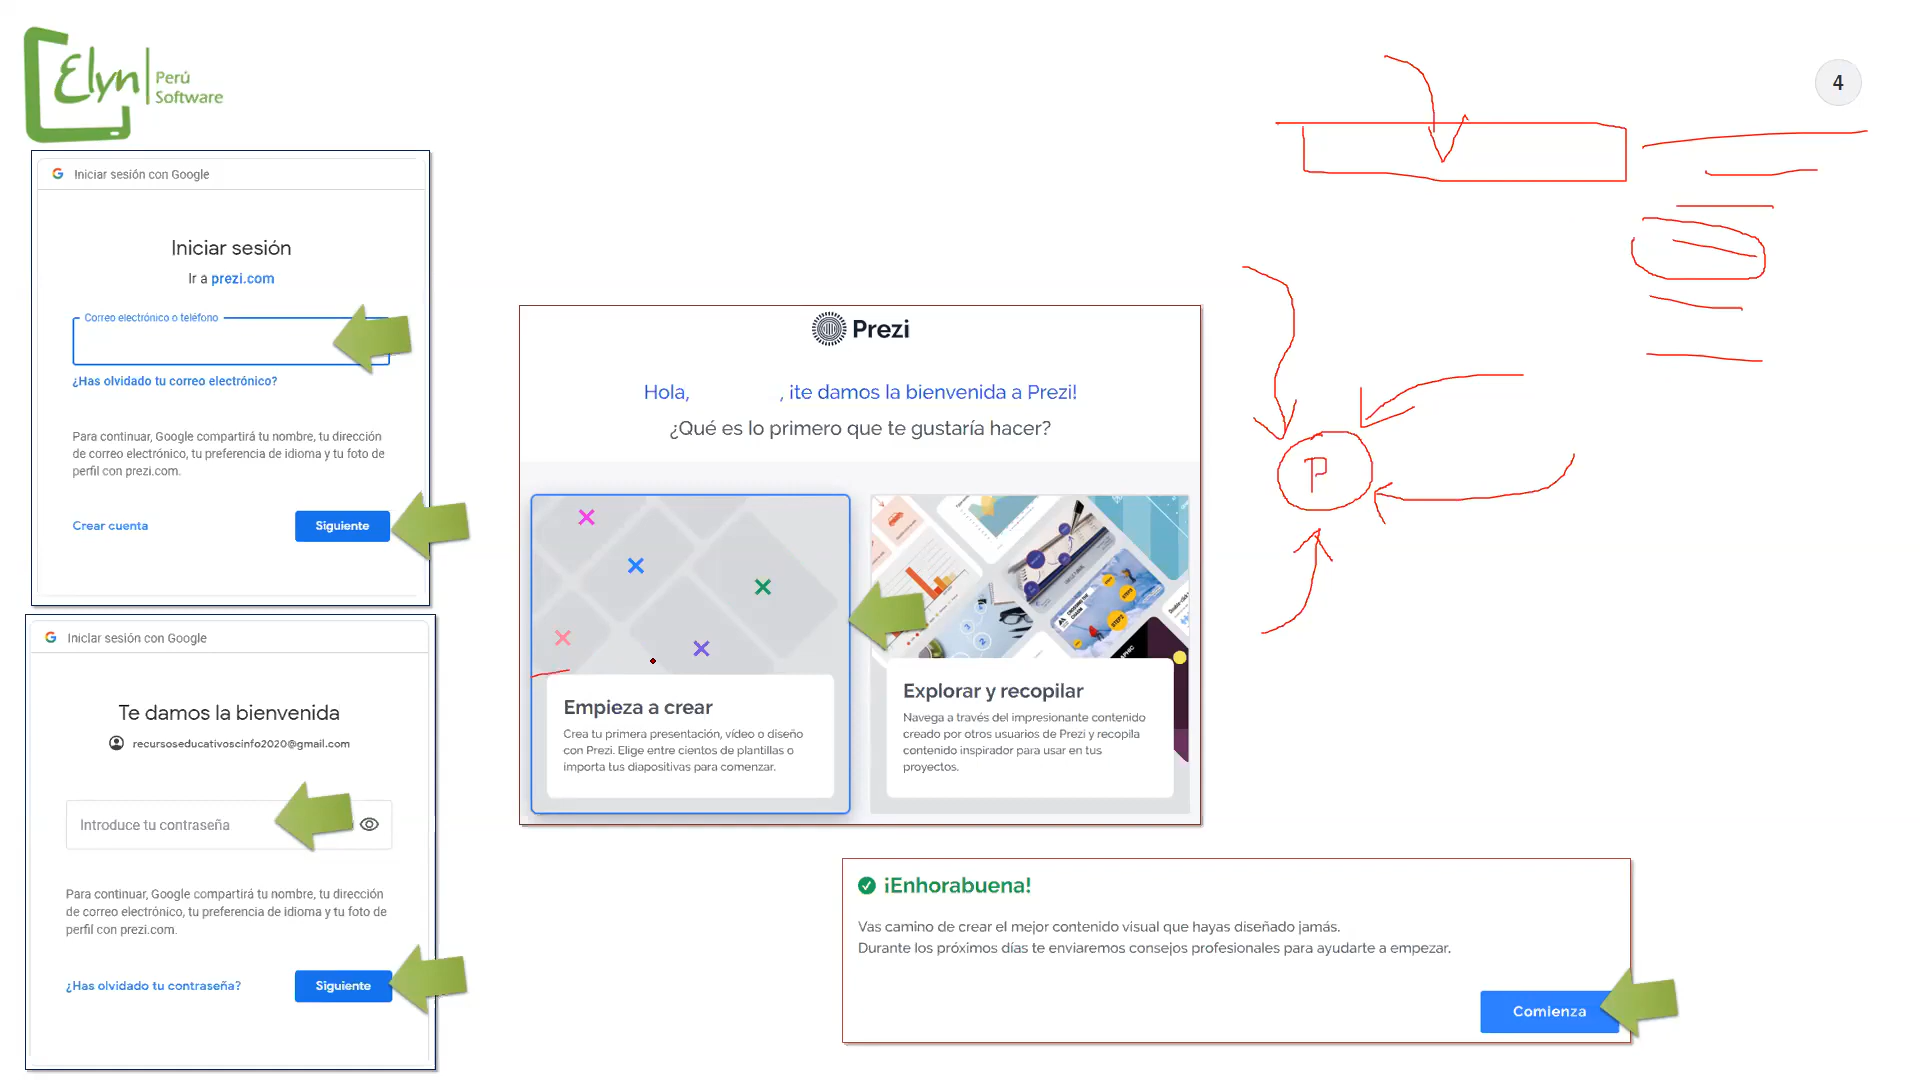 Elyn
Perú
Software
4
Iniciar sesión con Google
Iniciar sesión
Ir a prezi.com
Correo electrónico o teléfono
¿Has olvidado tu correo electrónico?
Para continuar, Google compartirá tu nombre, tu dirección
de correo electrónico, tu preferencia de idioma y tu foto de
perfil con prezi.com.
Crear cuenta
Siguiente
Iniciar sesión con Google
Te damos la bienvenida
recursoseducativoscinfo2020@gmail.com
Introduce tu contraseña
Para continuar, Google compartirá tu nombre, tu dirección
de correo electrónico, tu preferencia de idioma y tu foto de
perfil con prezi.com.
¿Has olvidado tu contraseña?
Siguiente
Prezi
Hola, , ¡te damos la bienvenida a Prezi!
¿Qué es lo primero que te gustaría hacer?
Empieza a crear
Crea tu primera presentación, vídeo o diseño
con Prezi. Elige entre cientos de plantillas o
importa tus diapositivas para comenzar.
Explorar y recopilar
Navega a través del impresionante contenido
creado por otros usuarios de Prezi y recopila
contenido inspirador para usar en tus
proyectos.
P
¡Enhorabuena!
Vas camino de crear el mejor contenido visual que hayas diseñado jamás.
Durante los próximos días te enviaremos consejos profesionales para ayudarte a empezar.
Comienza